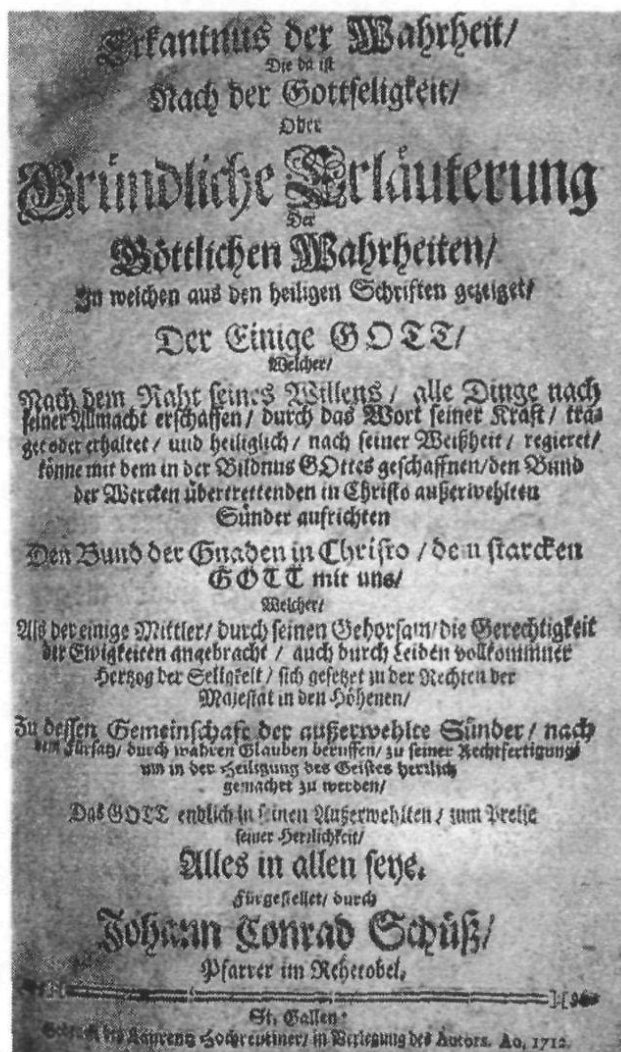 Erkantnus der Wahrheit/
Die da ist
Nach der Gottseligkeit/
Oder
Gründliche Erläuterung
Der
Göttlichen Wahrheiten/
In welchen aus den heiligen Schriften gezeiget/
Der Einige GOTT/
Welcher/
Nach dem Raht seines Willens / alle Dinge nach
seiner Allmacht erschaffen / durch das Wort seiner Kraft / trä-
get oder erhaltet / und heiliglich / nach seiner Weißheit / regieret/
könne mit dem in der Bildnus GOttes geschaffnen/den Bund
der Wercken übertrettenden in Christo außerwehlten
Sünder aufrichten
Den Bund der Gnaden in Christo / dem starcken
GOTT mit uns/
Welcher/
Als der einige Mittler/ durch seinen Gehorsam/die Gerechtigkeit
der Ewigkeiten angebracht / auch durch Leiden vollkommner
Hertzog der Seligkeit / sich gesetzet zu der Rechten der
Majestät in den Höhenen/
Zu dessen Gemeinschaft der außerwehlte Sünder / nach
dem Fürsatz/ durch wahren Glauben beruffen/ zu seiner Rechtfertigung/
um in der Heiligung des Geistes herrlich
gemachet zu werden/
Das GOTT endlich in seinen Außerwehlten / zum Preise
seiner Herrlichkeit/
Alles in allen seye.
Fürgestellet/ durch
Johann Conrad Schüß/
Pfarrer im Rehetobel.
St. Gallen:
Laurentz Hochreutiner/ in Verlegung des Autors. Ao, 1712.